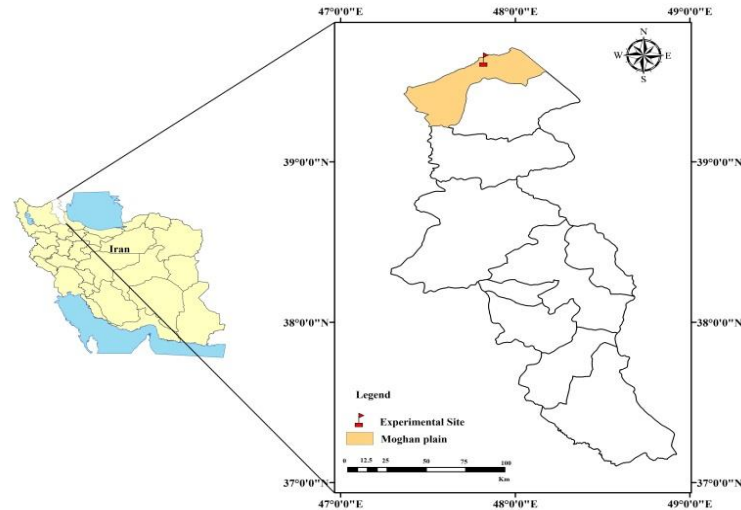 47°0'0"E 48°0'0"E 49°0'0"E
N
W E
S
39°0'0"N 39°0'0"N
Iran
38°0'0"N 38°0'0"N
Legend
Experimental Site
Moghan plain
0 12.5 25 50 75 100
Km
37°0'0"N 37°0'0"N
47°0'0"E 48°0'0"E 49°0'0"E